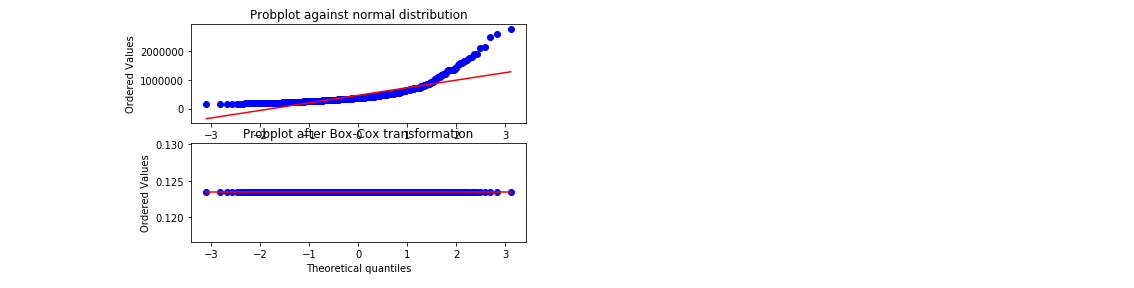 Probplot against normal distribution
Ordered Values
2000000
1000000
0
−3 −2 −1 0 1 2 3
Probplot after Box-Cox transformation
Ordered Values
0.130
0.125
0.120
−3 −2 −1 0 1 2 3
Theoretical quantiles